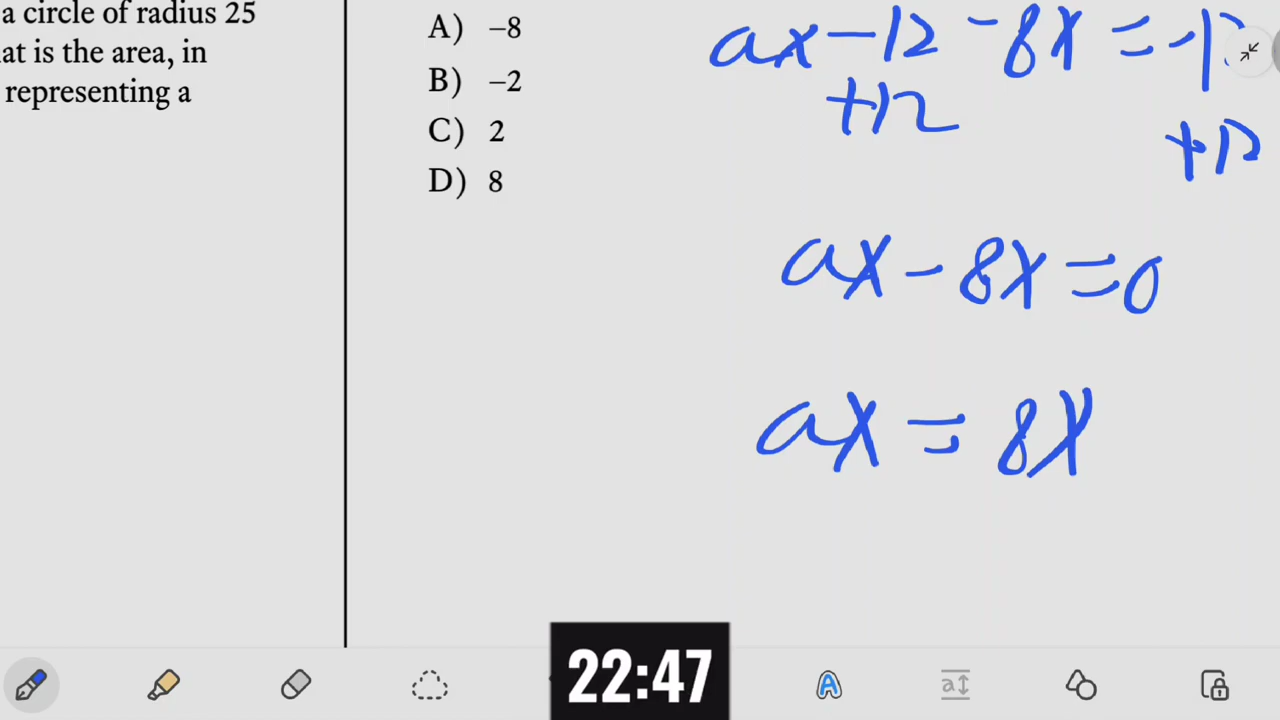 a circle of radius 25
at is the area, in
representing a
A) −8
B) −2
C) 2
D) 8
ax − 12 − 8x =
+12
+12
ax − 8x = 0
ax = 8x
22:47